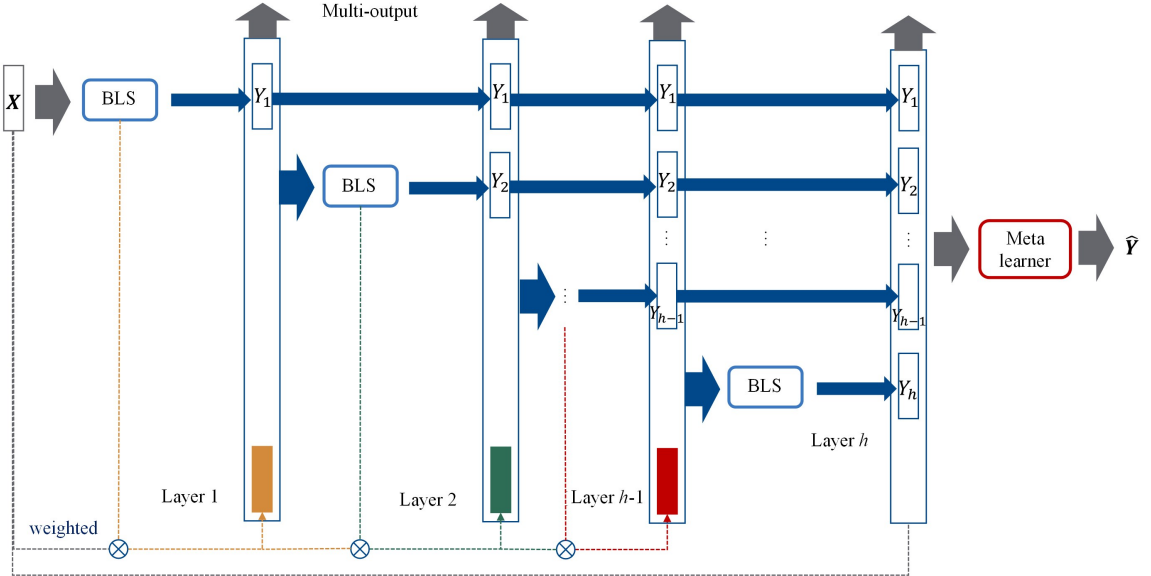 Multi-output
X
BLS
Y₁
Y₁
Y₁
Y₁
BLS
Y₂
Y₂
Y₂
⋮
⋮
⋮
Meta
learner
Ŷ
⋮
Yₕ₋₁
Yₕ₋₁
BLS
Yₕ
Layer h
Layer 1
Layer 2
Layer h-1
weighted